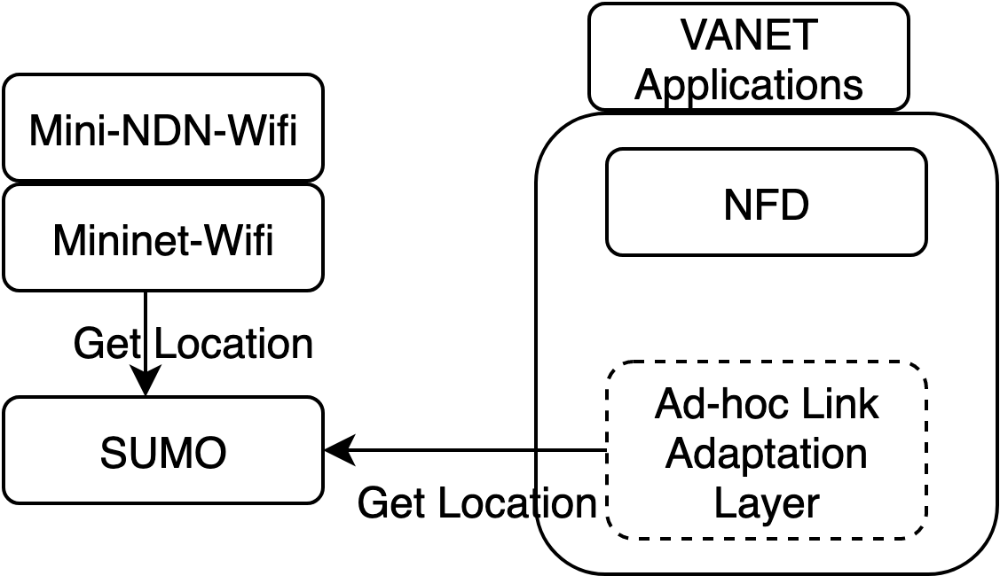 VANET
Applications
Mini-NDN-Wifi
NFD
Mininet-Wifi
Get Location
Ad-hoc Link
Adaptation
Layer
SUMO
Get Location